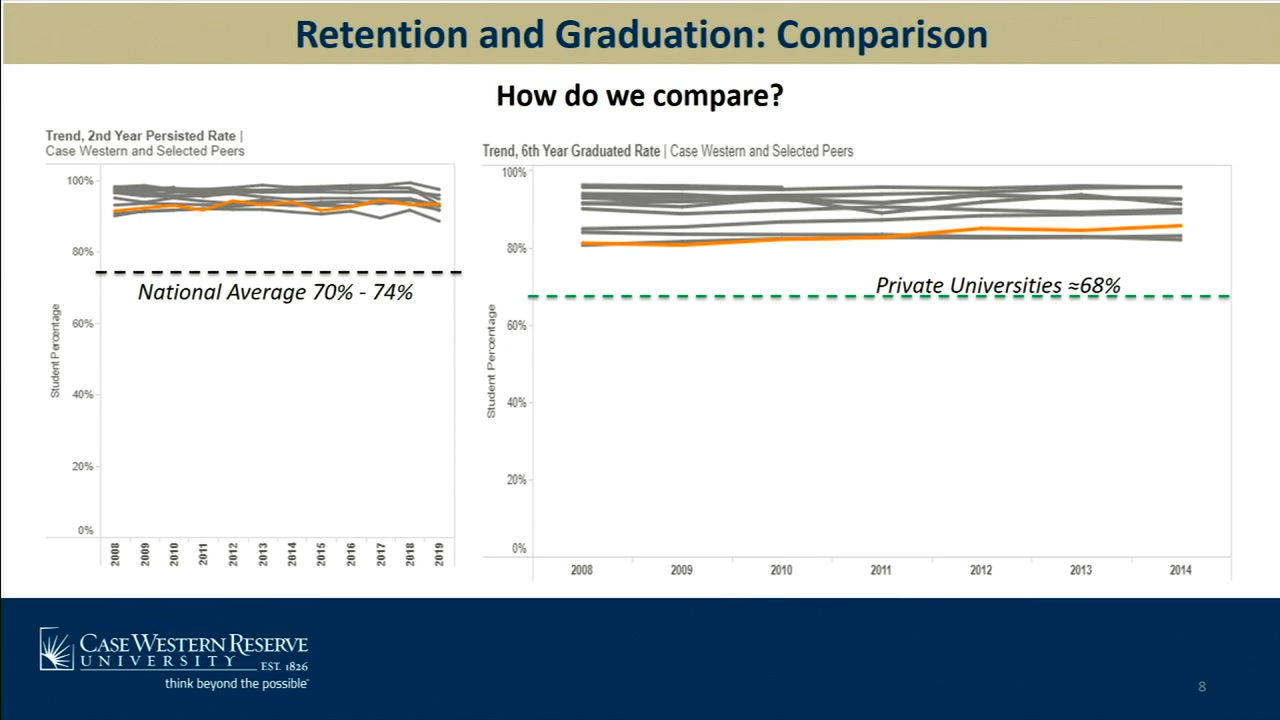 Retention and Graduation: Comparison
How do we compare?
Trend, 2nd Year Persisted Rate |
Case Western and Selected Peers
100%
80%
60%
40%
20%
0%
Student Percentage
National Average 70% - 74%
2008
2009
2010
2011
2012
2013
2014
2015
2016
2017
2018
2019
Trend, 6th Year Graduated Rate | Case Western and Selected Peers
100%
80%
60%
40%
20%
0%
Student Percentage
Private Universities ≈68%
2008
2009
2010
2011
2012
2013
2014
CASE WESTERN RESERVE
UNIVERSITY EST. 1826
think beyond the possible™
8